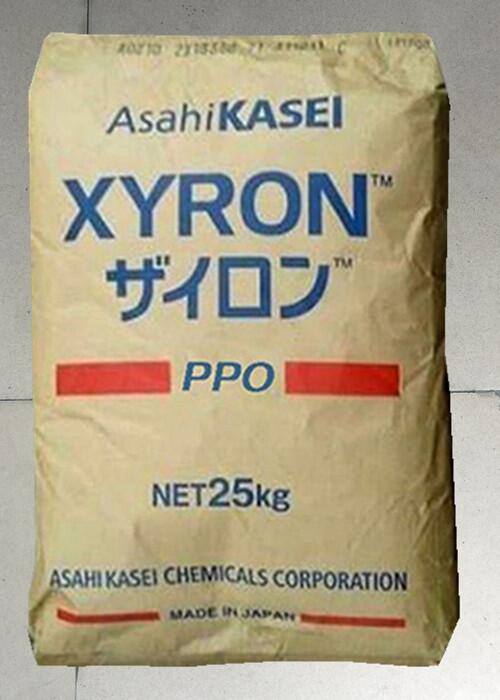 AsahiKASEI
XYRON™
ザイロン™
PPO
NET25kg
ASAHI KASEI CHEMICALS CORPORATION
MADE IN JAPAN